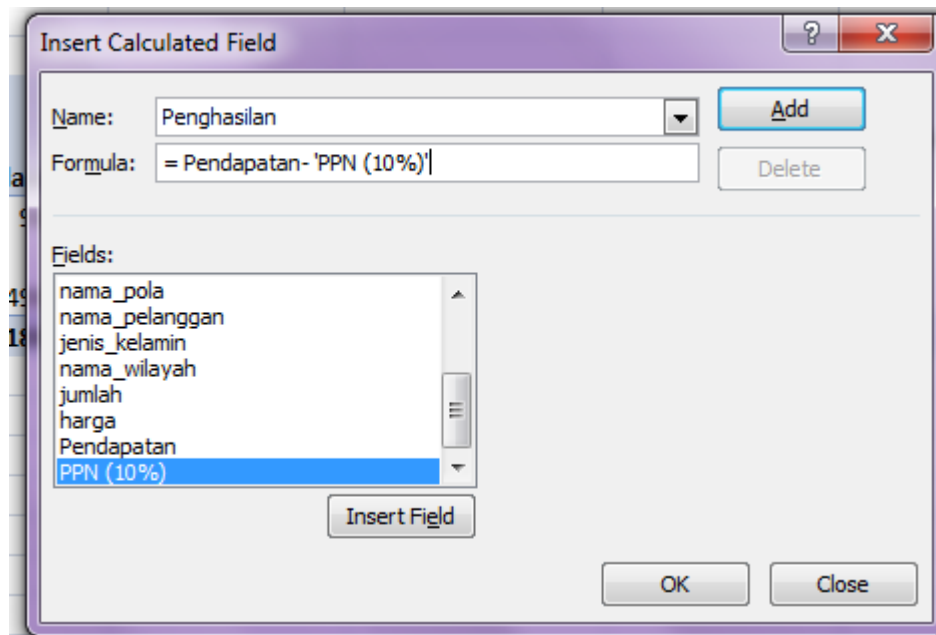 Insert Calculated Field
Name: Penghasilan Add
Formula: = Pendapatan- 'PPN (10%)' Delete
Fields:
nama_pola
nama_pelanggan
jenis_kelamin
nama_wilayah
jumlah
harga
Pendapatan
PPN (10%)
Insert Field
OK Close